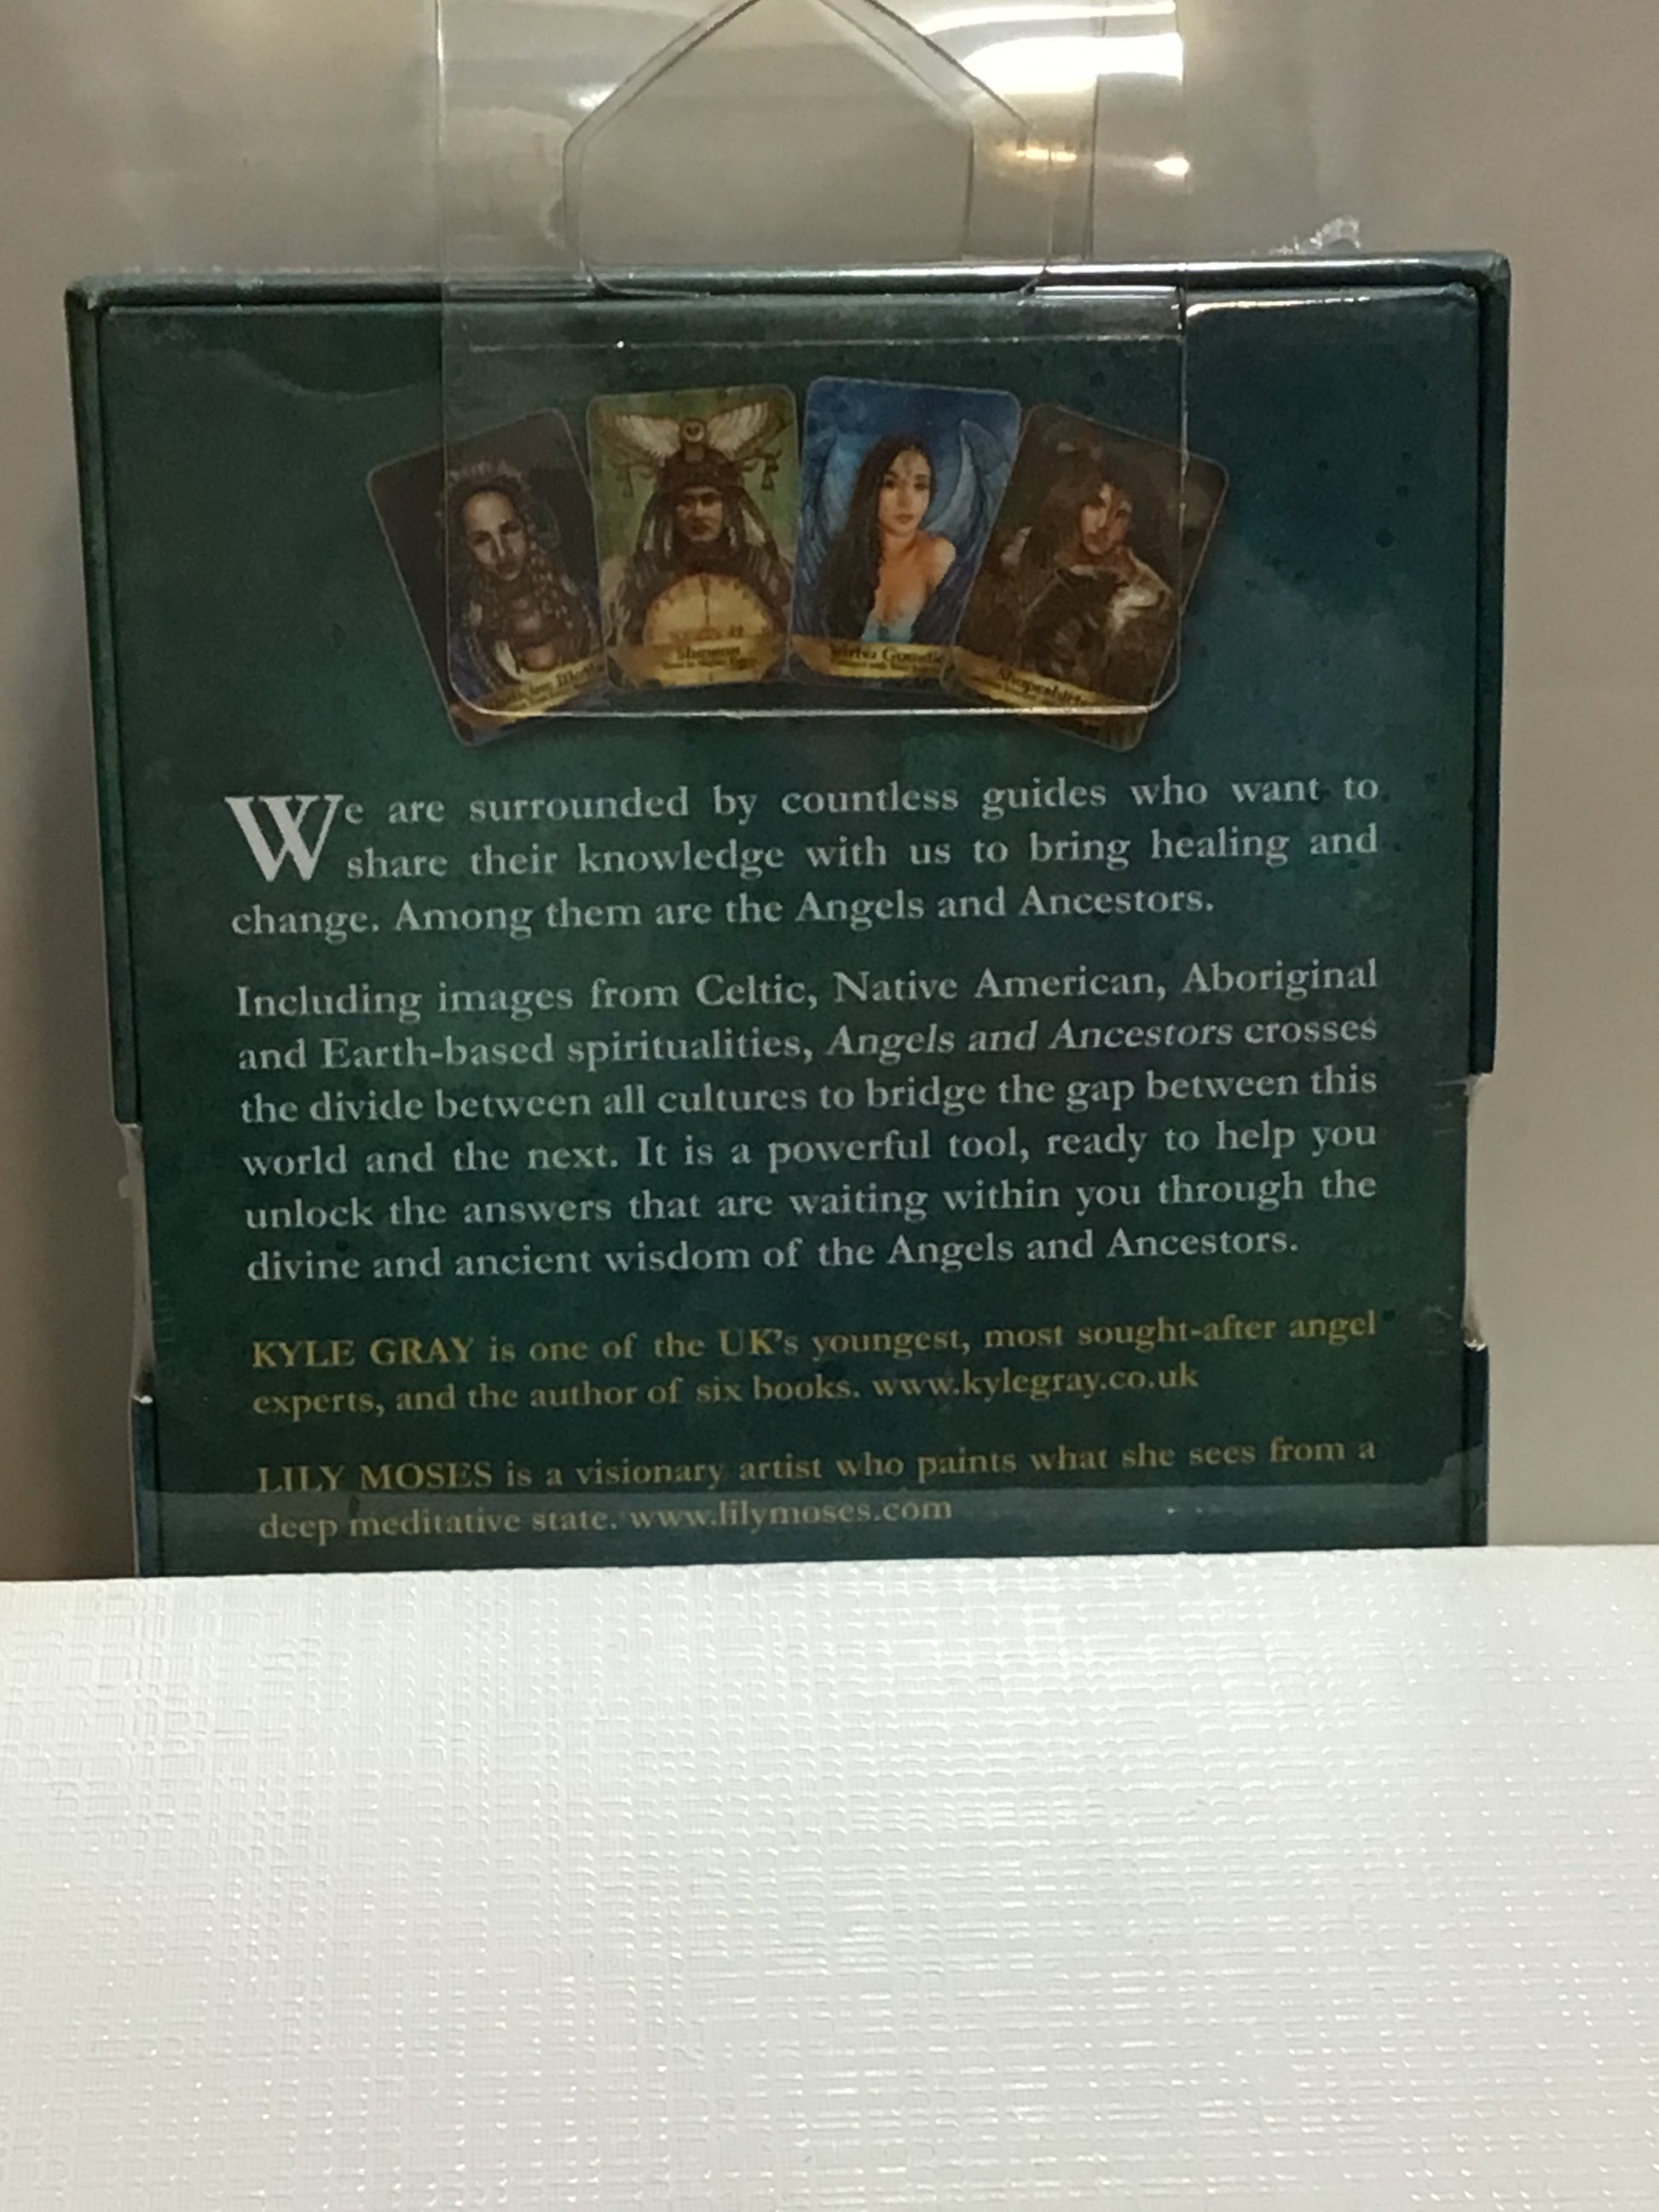 Shaman
We are surrounded by countless guides who want to
share their knowledge with us to bring healing and
change. Among them are the Angels and Ancestors.
Including images from Celtic, Native American, Aboriginal
and Earth-based spiritualities, Angels and Ancestors crosses
the divide between all cultures to bridge the gap between this
world and the next. It is a powerful tool, ready to help you
unlock the answers that are waiting within you through the
divine and ancient wisdom of the Angels and Ancestors.
KYLE GRAY is one of the UK's youngest, most sought-after angel
experts, and the author of six books. www.kylegray.co.uk
LILY MOSES is a visionary artist who paints what she sees from a
deep meditative state. www.lilymoses.com